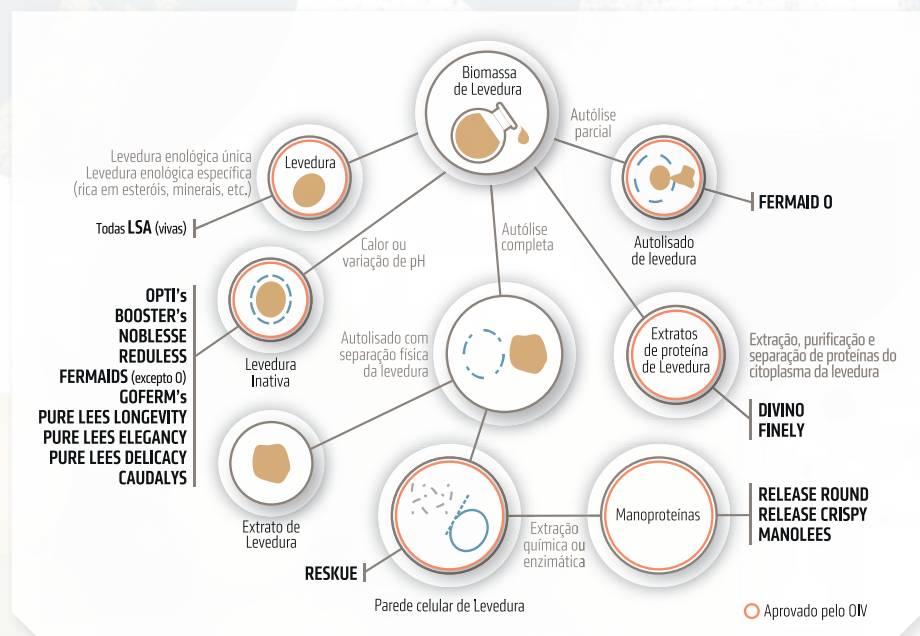 Biomassa
de Levedura
Autólise
parcial
Levedura enológica única
Levedura enológica específica
(rica em esteróis, minerais, etc.)
Levedura
Todas LSA (vivas)
FERMAID O
Autolisado
de levedura
Calor ou
variação de pH
Autólise
completa
OPTI's
BOOSTER's
NOBLESSE
REDULESS
FERMAIDS (excepto O)
GOFERM's
PURE LEES LONGEVITY
PURE LEES ELEGANCY
PURE LEES DELICACY
CAUDALYS
Levedura
Inativa
Autolisado com
separação física
da levedura
Extratos
de proteína
de Levedura
Extração, purificação e
separação de proteínas do
citoplasma da levedura
DIVINO
FINELY
Extrato de
Levedura
Manoproteínas
RELEASE ROUND
RELEASE CRISPY
MANOLEES
Extração
química ou
enzimática
RESKUE
Parede celular de Levedura
Aprovado pelo OIV